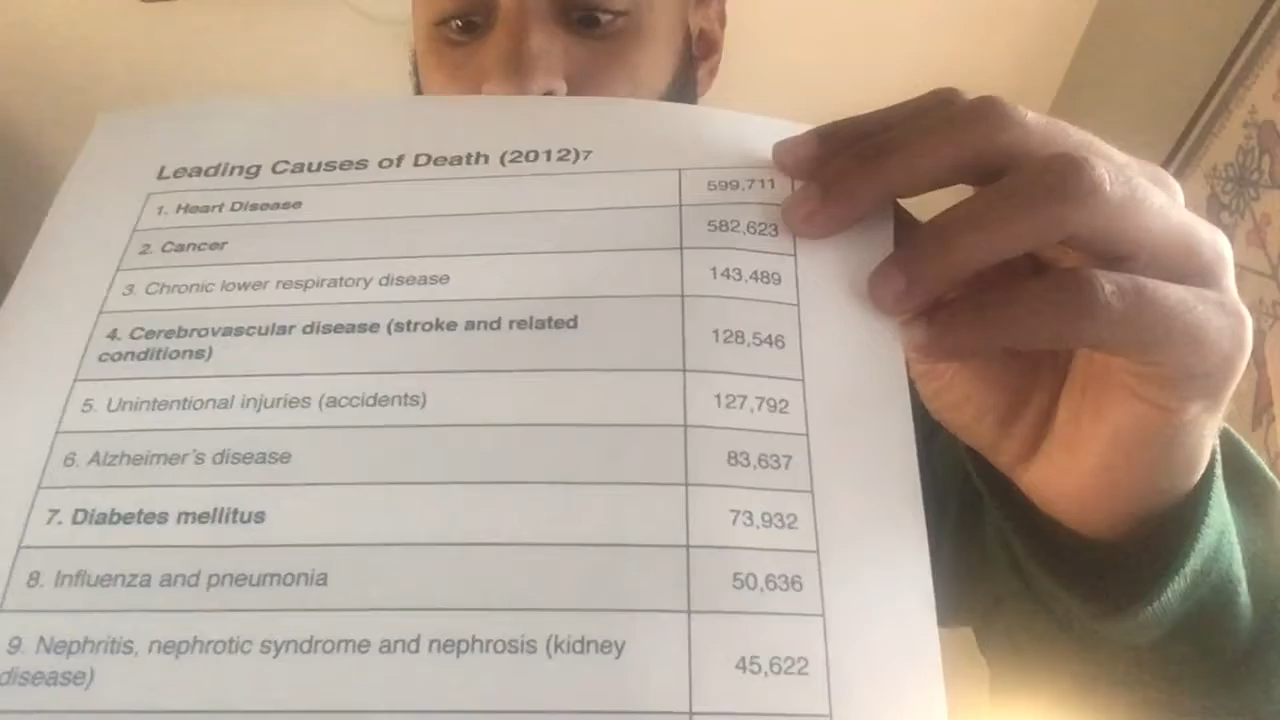 Leading Causes of Death (2012)7
1. Heart Disease 599,711
2. Cancer 582,623
3. Chronic lower respiratory disease 143,489
4. Cerebrovascular disease (stroke and related
conditions) 128,546
5. Unintentional injuries (accidents) 127,792
6. Alzheimer's disease 83,637
7. Diabetes mellitus 73,932
8. Influenza and pneumonia 50,636
9. Nephritis, nephrotic syndrome and nephrosis (kidney
disease) 45,622